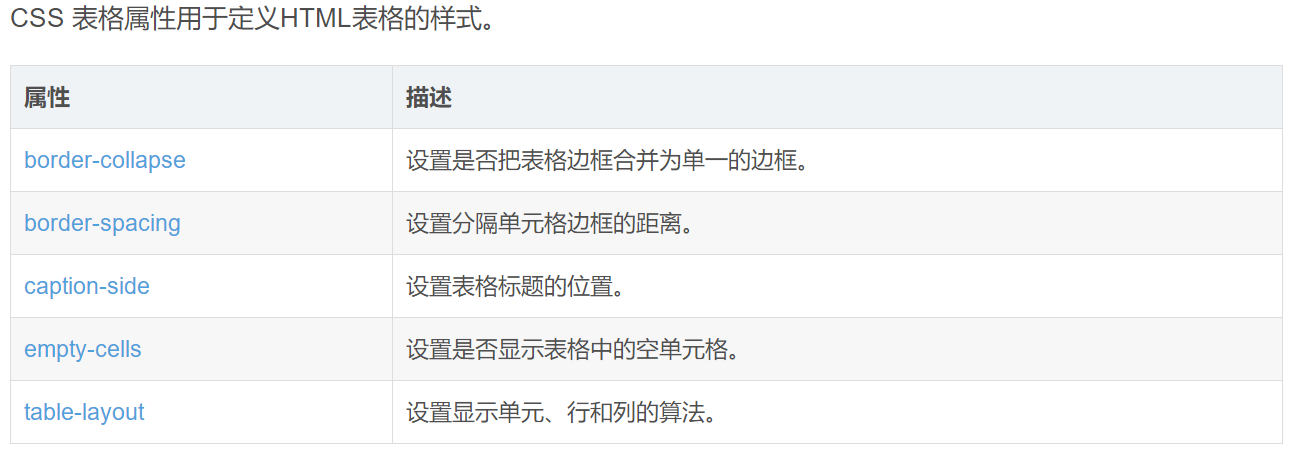 CSS 表格属性用于定义HTML表格的样式。
属性 描述
border-collapse 设置是否把表格边框合并为单一的边框。
border-spacing 设置分隔单元格边框的距离。
caption-side 设置表格标题的位置。
empty-cells 设置是否显示表格中的空单元格。
table-layout 设置显示单元、行和列的算法。